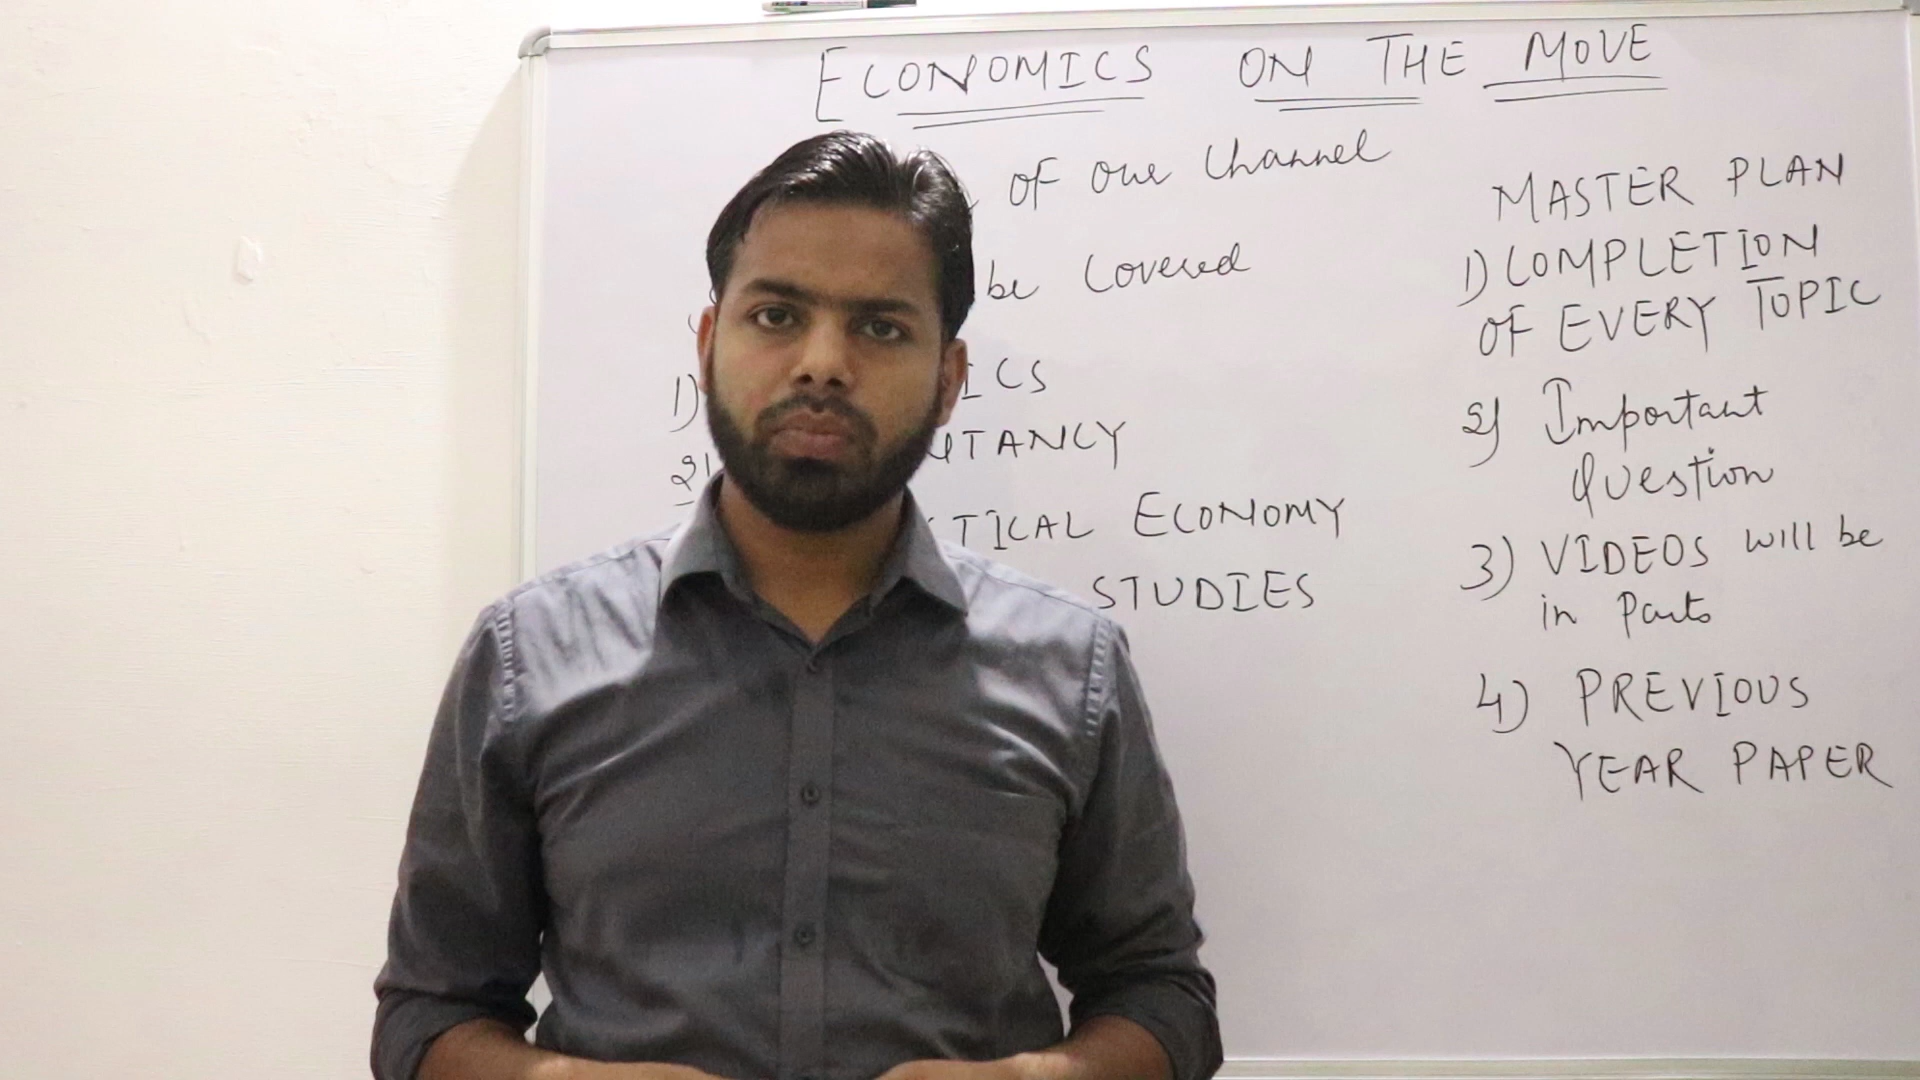 ECONOMICS ON THE MOVE
of our Channel
be Covered
1) ICS
2) NTANCY
TICAL ECONOMY
STUDIES
MASTER PLAN
1) COMPLETION
OF EVERY TOPIC
2) Important
Question
3) VIDEOS will be
in Parts
4) PREVIOUS
YEAR PAPER